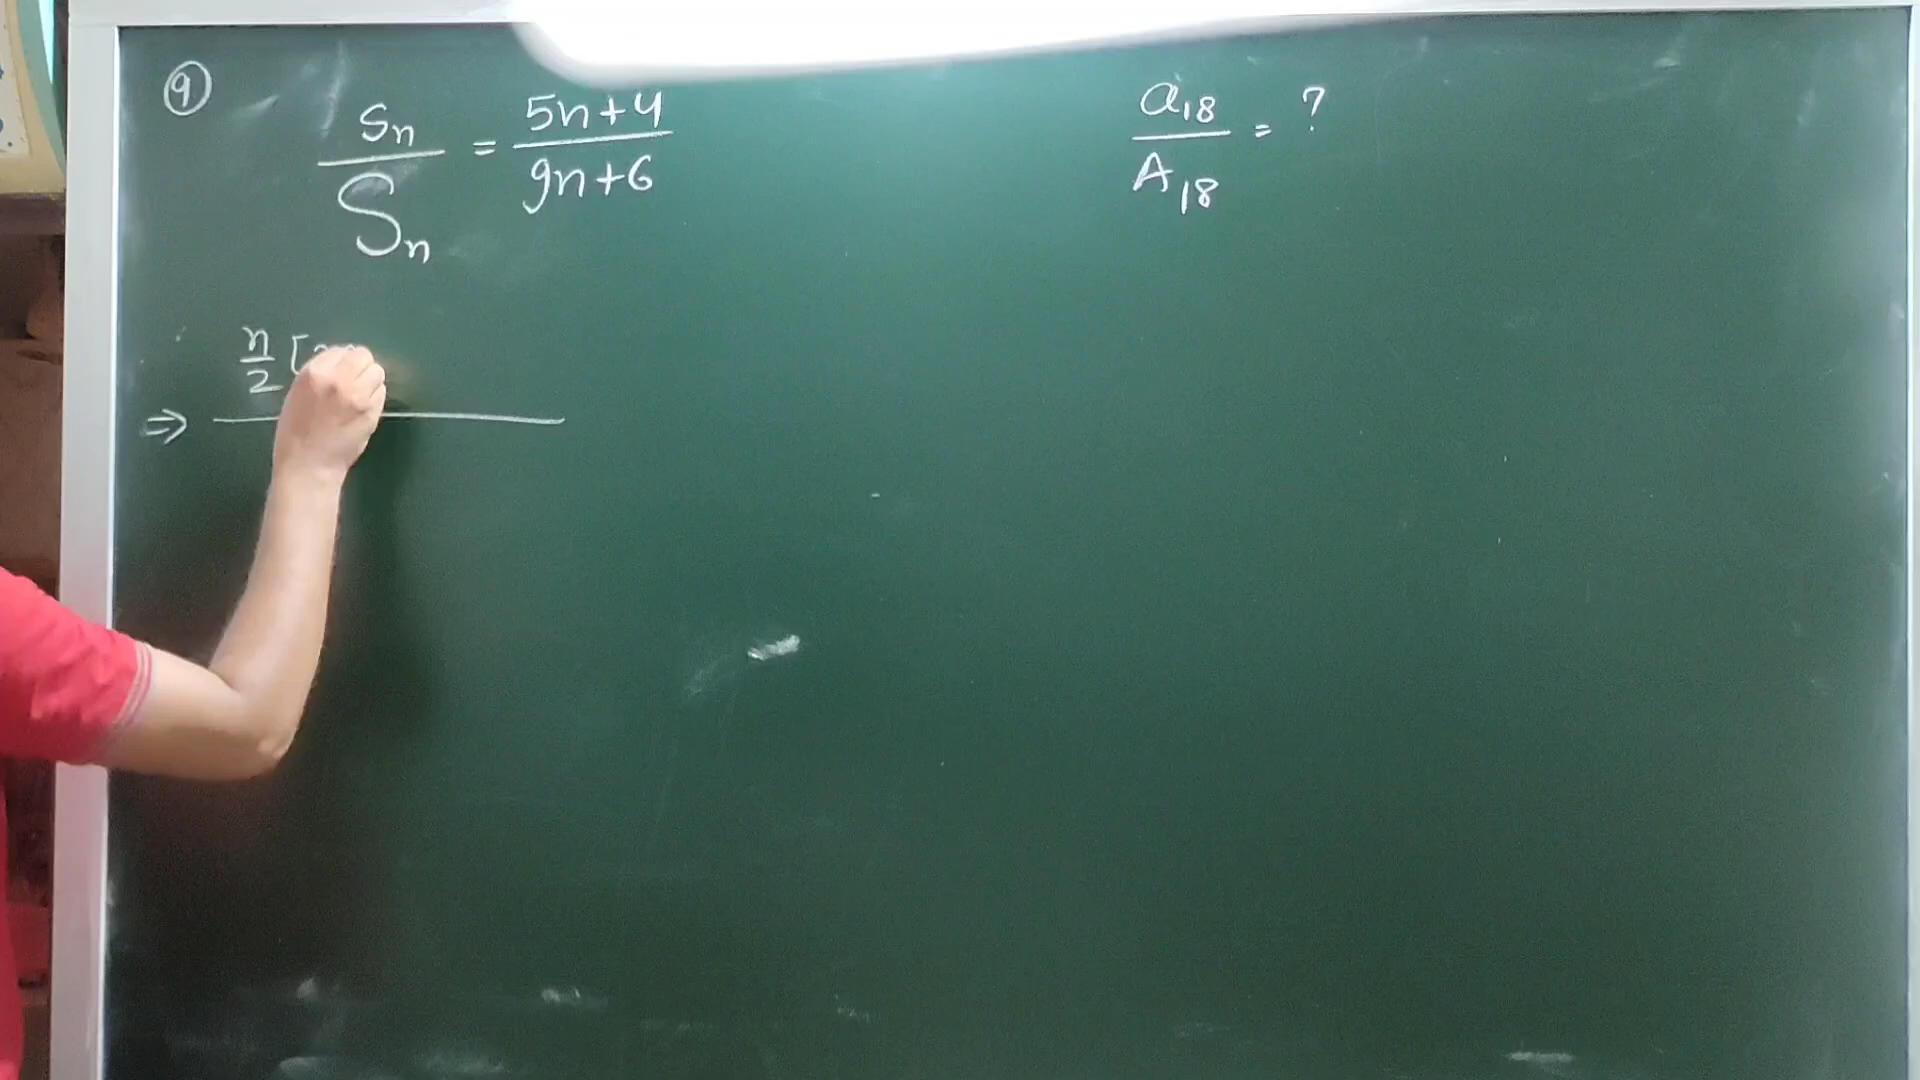 9
Sn/Sn = 5n+4/9n+6
a18/A18 = ?
⇒ n/2 [